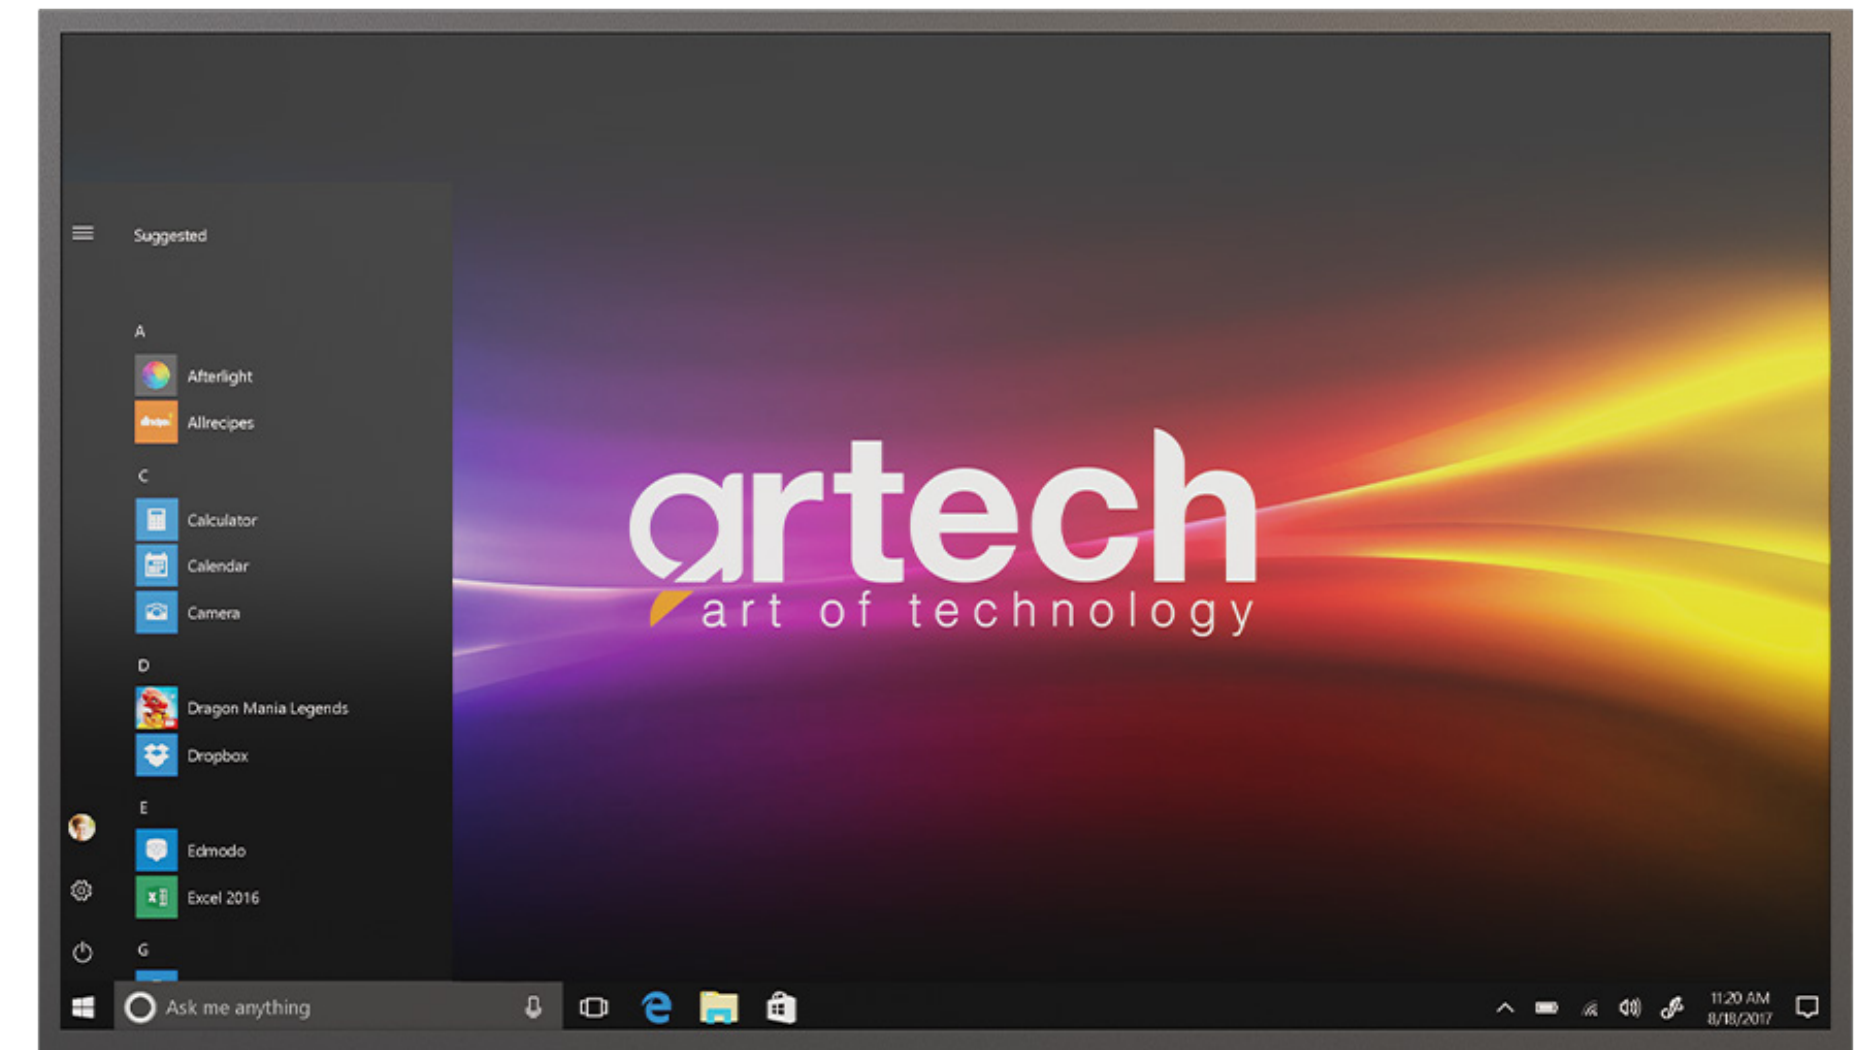 Suggested
A
Afterlight
Allrecipes
C
Calculator
Calendar
Camera
D
Dragon Mania Legends
Dropbox
E
Edmodo
Excel 2016
G
artech
art of technology
Ask me anything
11:20 AM
8/18/2017